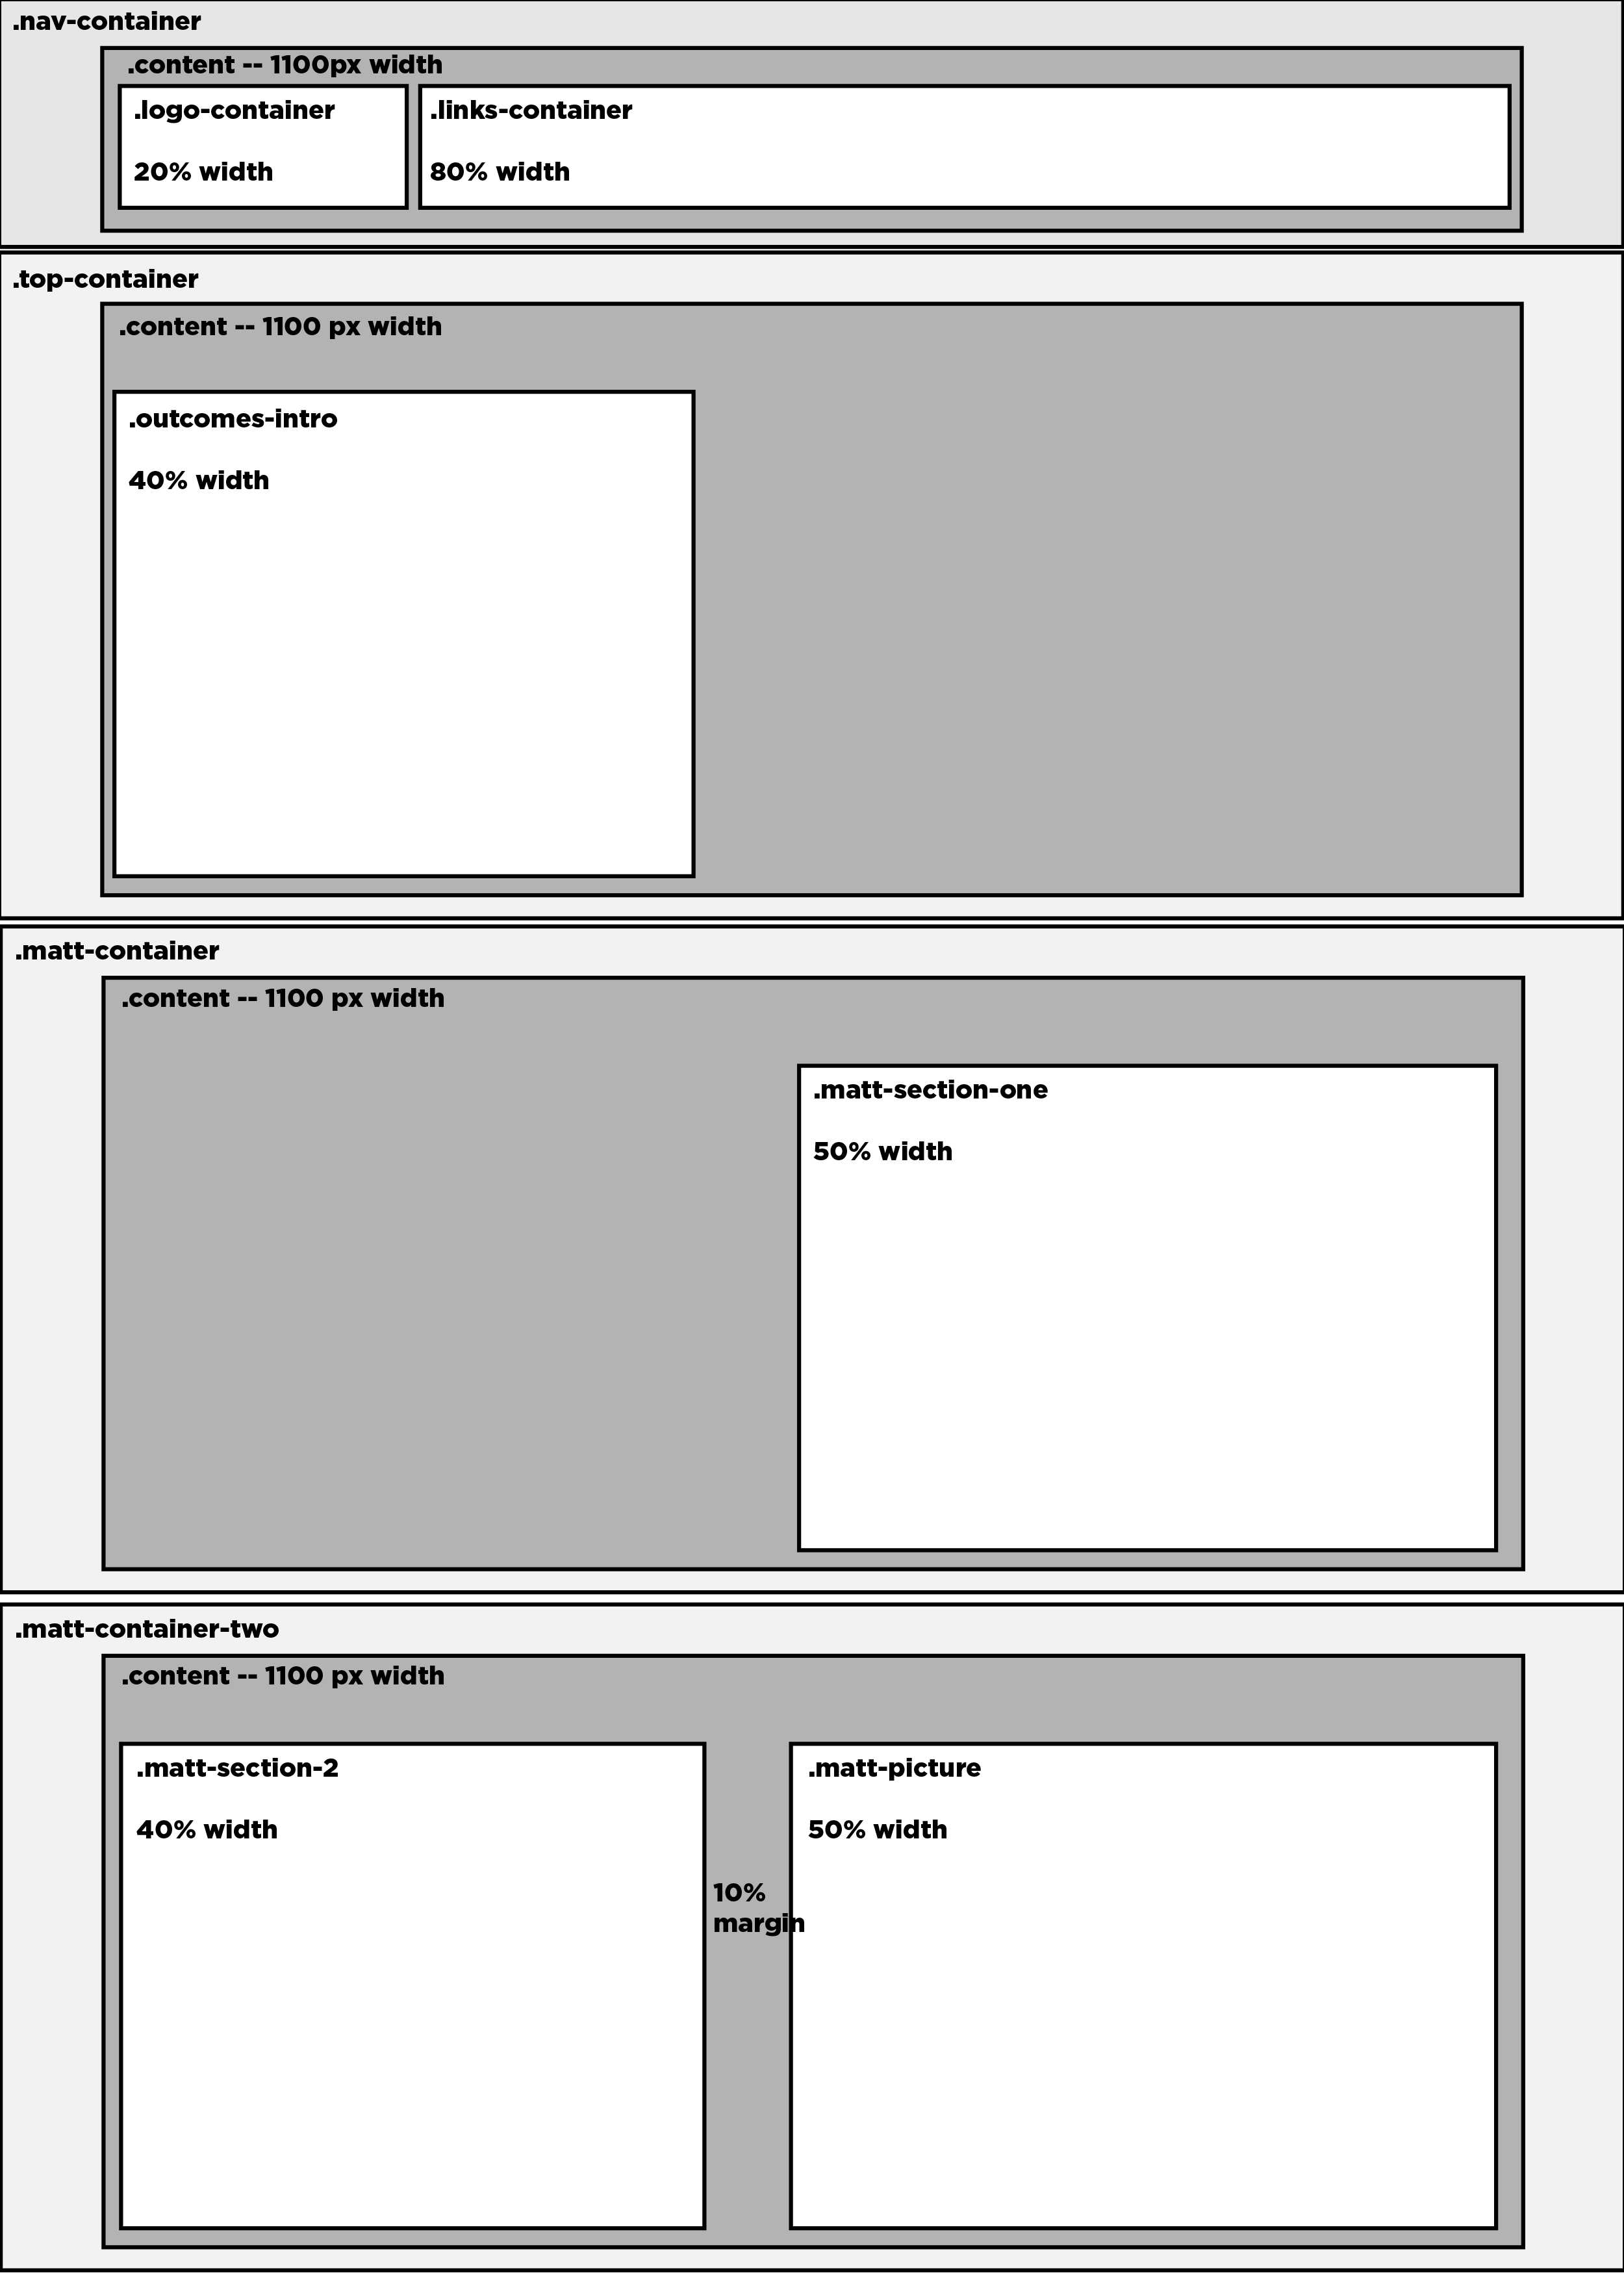 .nav-container
.content -- 1100px width
.logo-container
.links-container
20% width
80% width
.top-container
.content -- 1100 px width
.outcomes-intro
40% width
.matt-container
.content -- 1100 px width
.matt-section-one
50% width
.matt-container-two
.content -- 1100 px width
.matt-section-2
.matt-picture
40% width
50% width
10%
margin